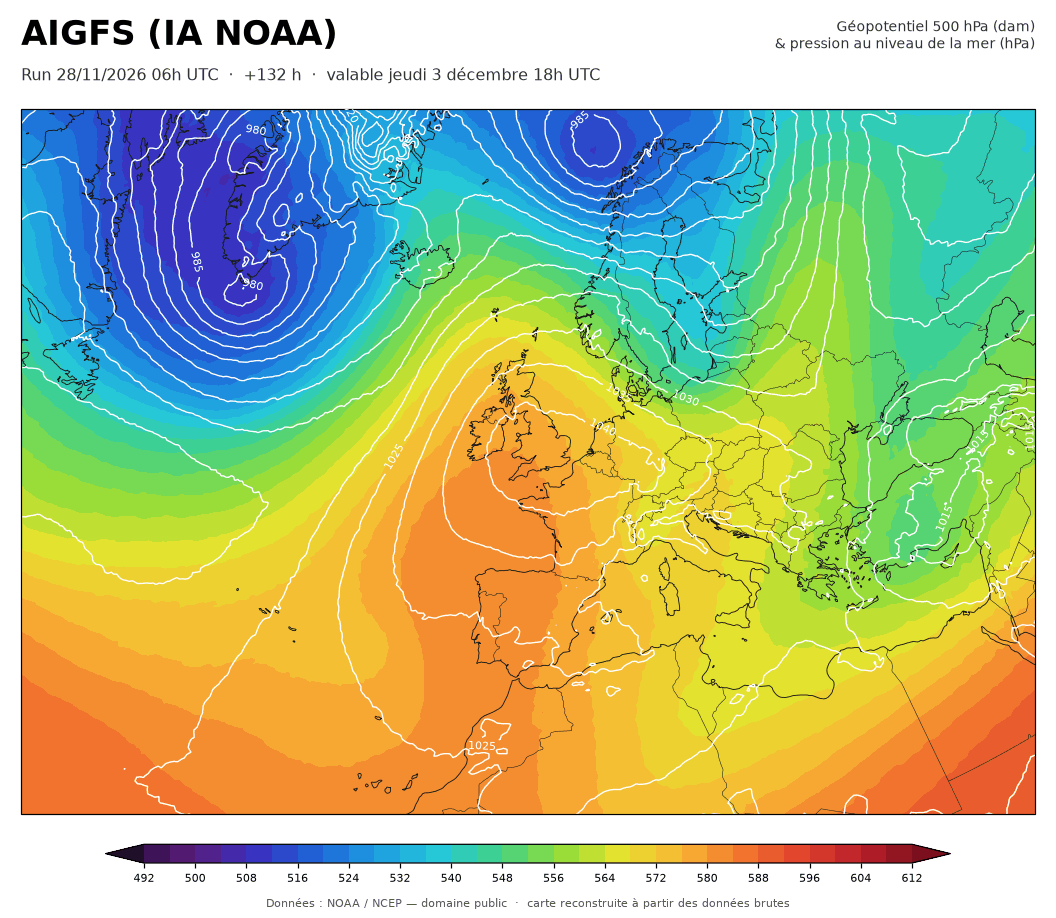 AIGFS (IA NOAA)
Géopotentiel 500 hPa (dam)
& pression au niveau de la mer (hPa)
Run 28/11/2026 06h UTC · +132 h · valable jeudi 3 décembre 18h UTC
980
985
985
980
1030
1040
1025
1015
1015
1025
492 500 508 516 524 532 540 548 556 564 572 580 588 596 604 612
Données : NOAA / NCEP — domaine public · carte reconstruite à partir des données brutes